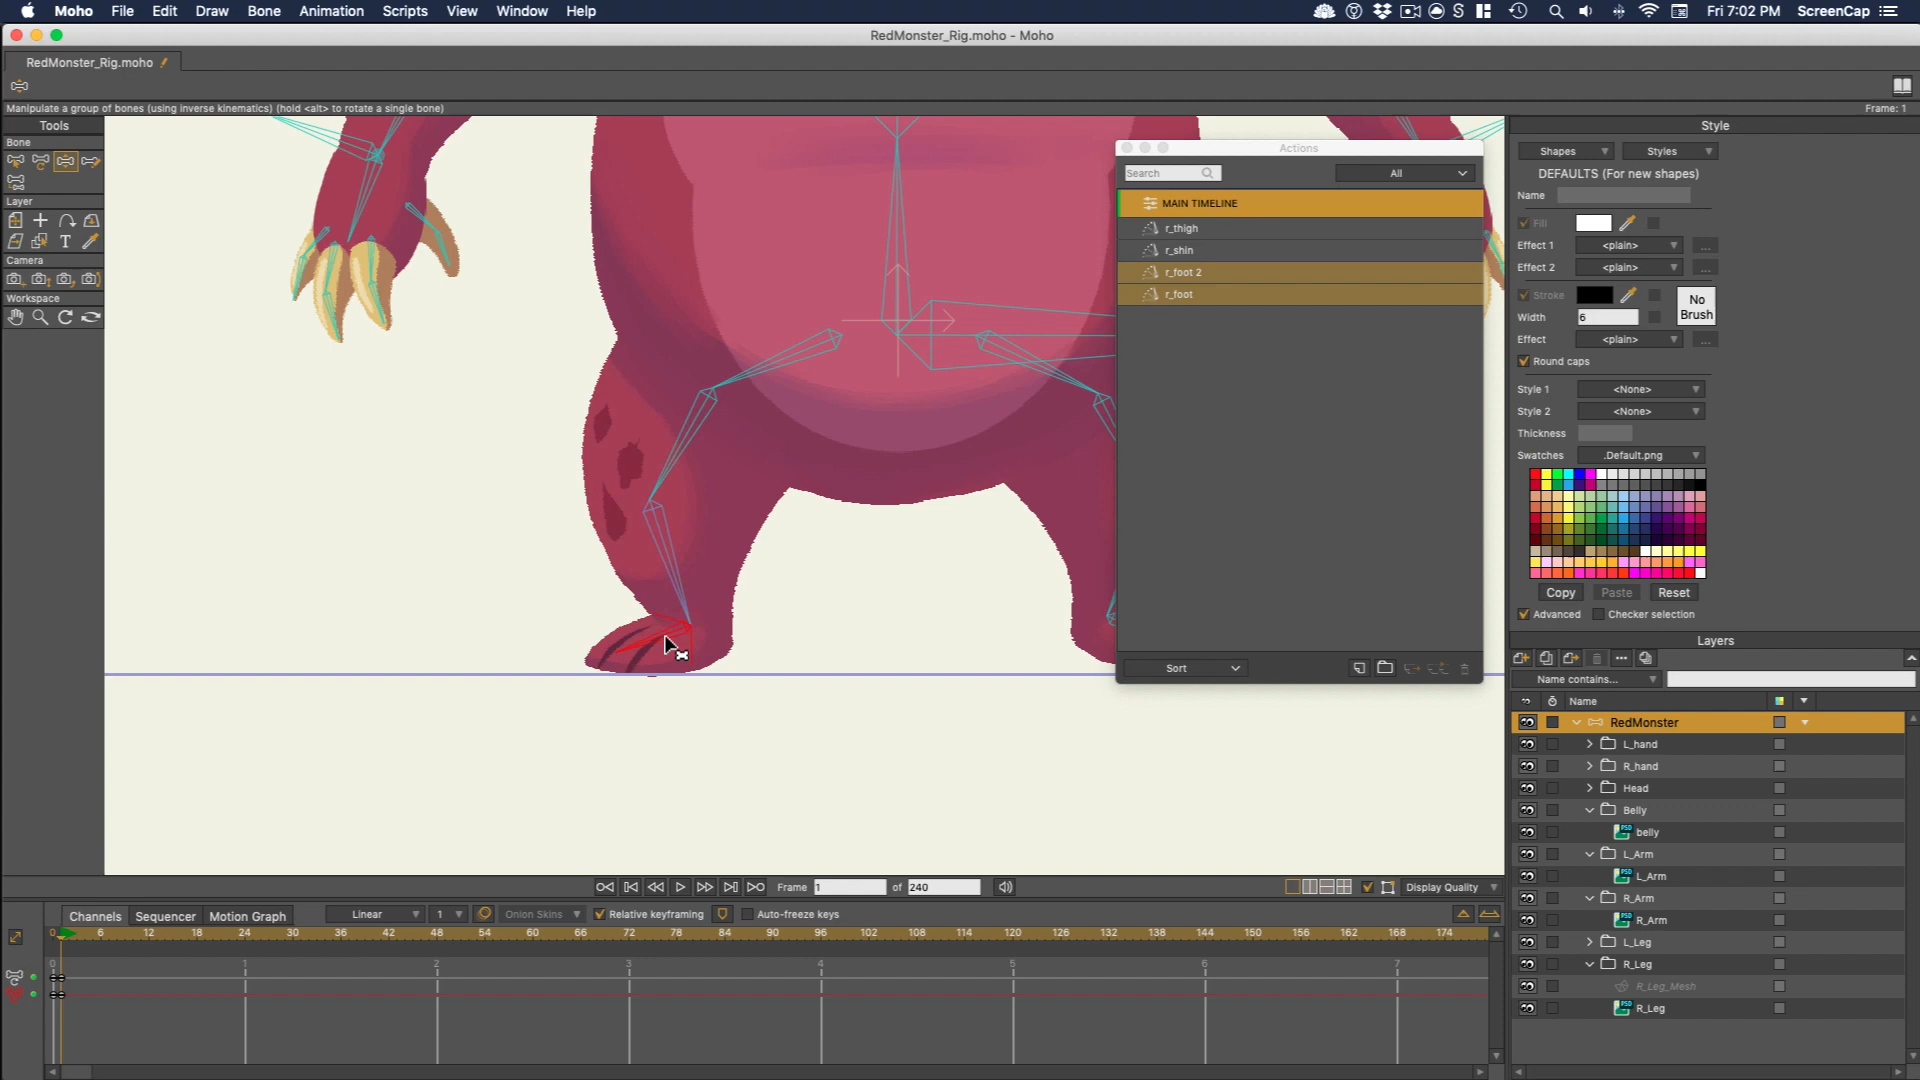 Moho File Edit Draw Bone Animation Scripts View Window Help Fri 7:02 PM ScreenCap
RedMonster_Rig.moho - Moho
RedMonster_Rig.moho
Manipulate a group of bones (using inverse kinematics) (hold <alt> to rotate a single bone) Frame: 1
Tools
Bone
Layer
Camera
Workspace
Actions
Search All
MAIN TIMELINE
r_thigh
r_shin
r_foot 2
r_foot
Sort
Style
Shapes Styles
DEFAULTS (For new shapes)
Name
Fill
Effect 1 <plain> ...
Effect 2 <plain> ...
Stroke No Brush
Width 6
Effect <plain> ...
Round caps
Style 1 <None>
Style 2 <None>
Thickness
Swatches .Default.png
Copy Paste Reset
Advanced Checker selection
Layers
Name contains...
Name
RedMonster
L_hand
R_hand
Head
Belly
belly
L_Arm
L_Arm
R_Arm
R_Arm
L_Leg
R_Leg
R_Leg_Mesh
R_Leg
Frame 1 of 240 Display Quality
Channels Sequencer Motion Graph Linear 1 Onion Skins Relative keyframing Auto-freeze keys
0 6 12 18 24 30 36 42 48 54 60 66 72 78 84 90 96 102 108 114 120 126 132 138 144 150 156 162 168 174
0 1 2 3 4 5 6 7